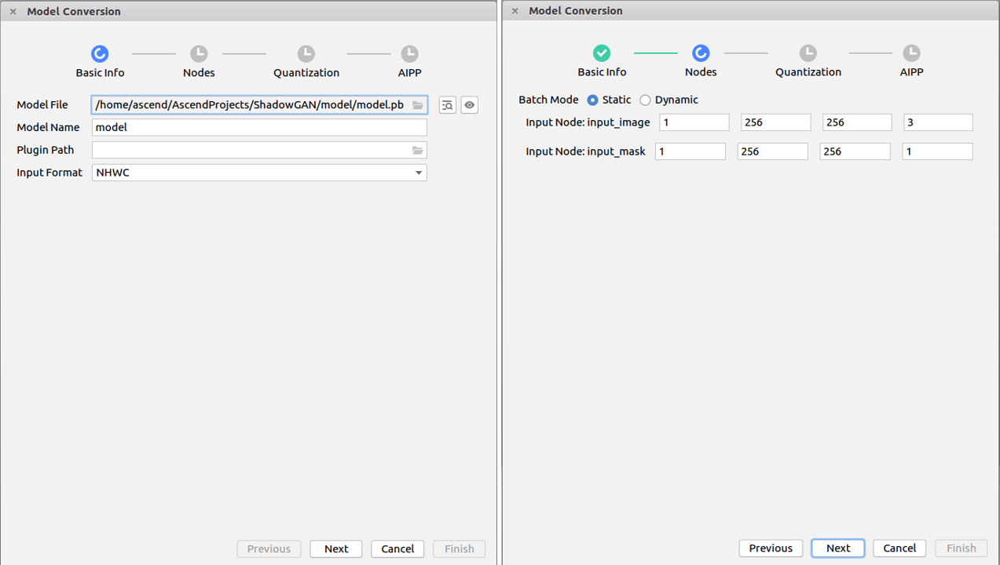 Model Conversion
Basic Info
Nodes
Quantization
AIPP
Model File /home/ascend/AscendProjects/ShadowGAN/model/model.pb
Model Name model
Plugin Path
Input Format NHWC
Previous Next Cancel Finish
Model Conversion
Basic Info
Nodes
Quantization
AIPP
Batch Mode Static Dynamic
Input Node: input_image 1 256 256 3
Input Node: input_mask 1 256 256 1
Previous Next Cancel Finish